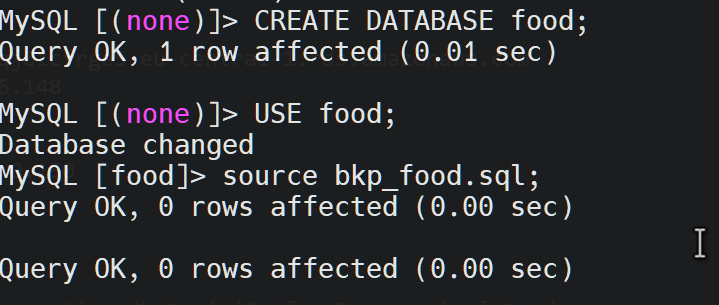 MySQL [(none)]> CREATE DATABASE food;
Query OK, 1 row affected (0.01 sec)
6.148
MySQL [(none)]> USE food;
Database changed
MySQL [food]> source bkp_food.sql;
Query OK, 0 rows affected (0.00 sec)
Query OK, 0 rows affected (0.00 sec)